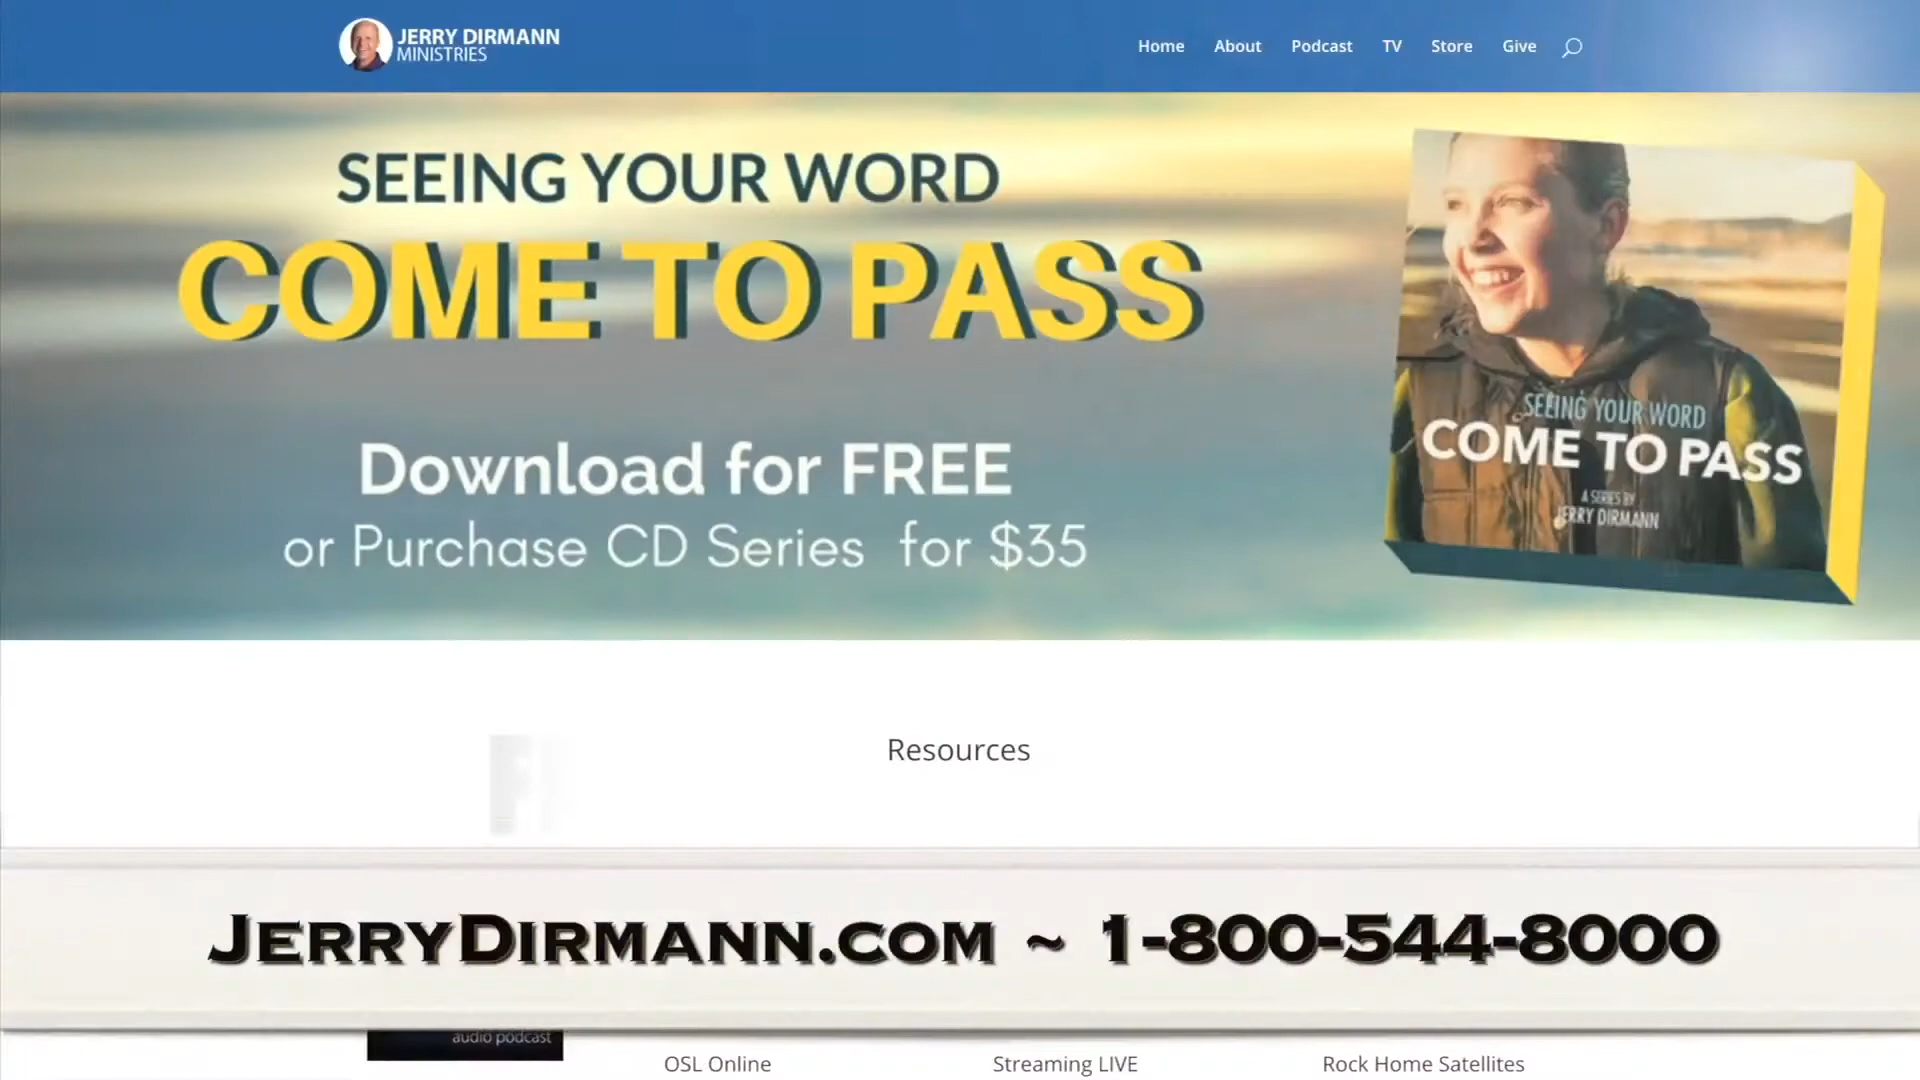 JERRY DIRMANN
MINISTRIES
Home About Podcast TV Store Give
SEEING YOUR WORD
COME TO PASS
Download for FREE
or Purchase CD Series for $35
SEEING YOUR WORD
COME TO PASS
A SERIES BY
JERRY DIRMANN
Resources
JERRYDIRMANN.COM ~ 1-800-544-8000
audio podcast
OSL Online
Streaming LIVE
Rock Home Satellites